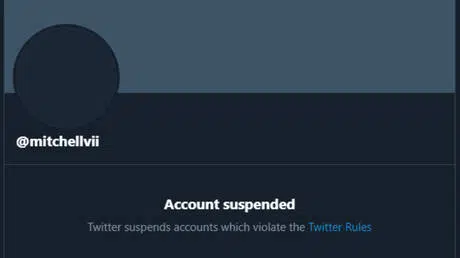 @mitchellvii
Account suspended
Twitter suspends accounts which violate the Twitter Rules